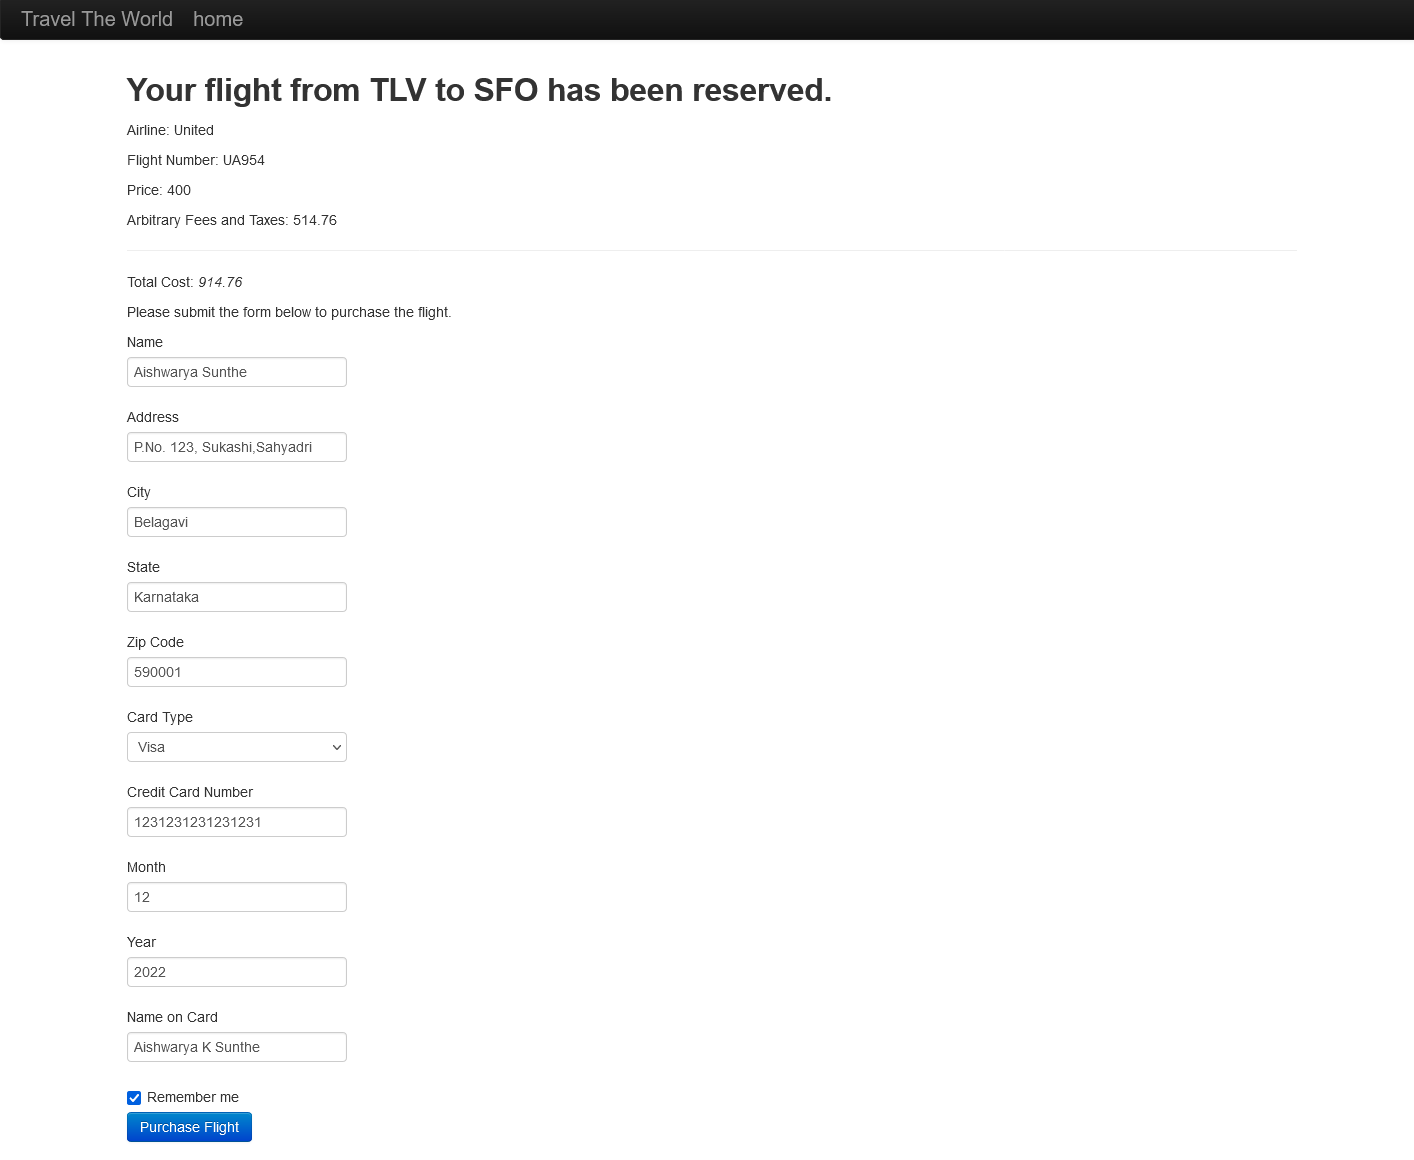 Travel The World home
Your flight from TLV to SFO has been reserved.
Airline: United
Flight Number: UA954
Price: 400
Arbitrary Fees and Taxes: 514.76
Total Cost: 914.76
Please submit the form below to purchase the flight.
Name
Aishwarya Sunthe
Address
P.No. 123, Sukashi,Sahyadri
City
Belagavi
State
Karnataka
Zip Code
590001
Card Type
Visa
Credit Card Number
1231231231231231
Month
12
Year
2022
Name on Card
Aishwarya K Sunthe
Remember me
Purchase Flight